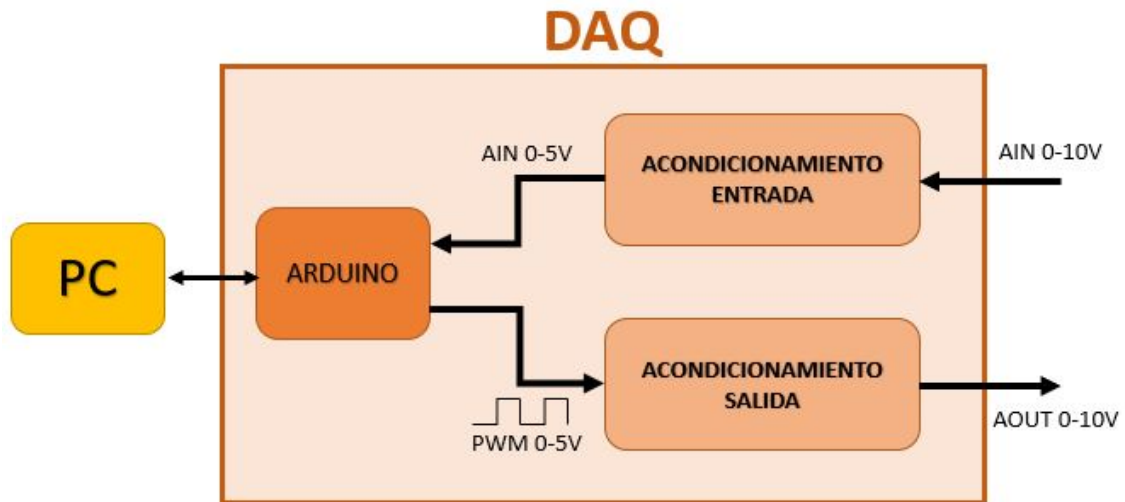 DAQ
AIN 0-5V
ACONDICIONAMIENTO
ENTRADA
AIN 0-10V
PC
ARDUINO
ACONDICIONAMIENTO
SALIDA
PWM 0-5V
AOUT 0-10V